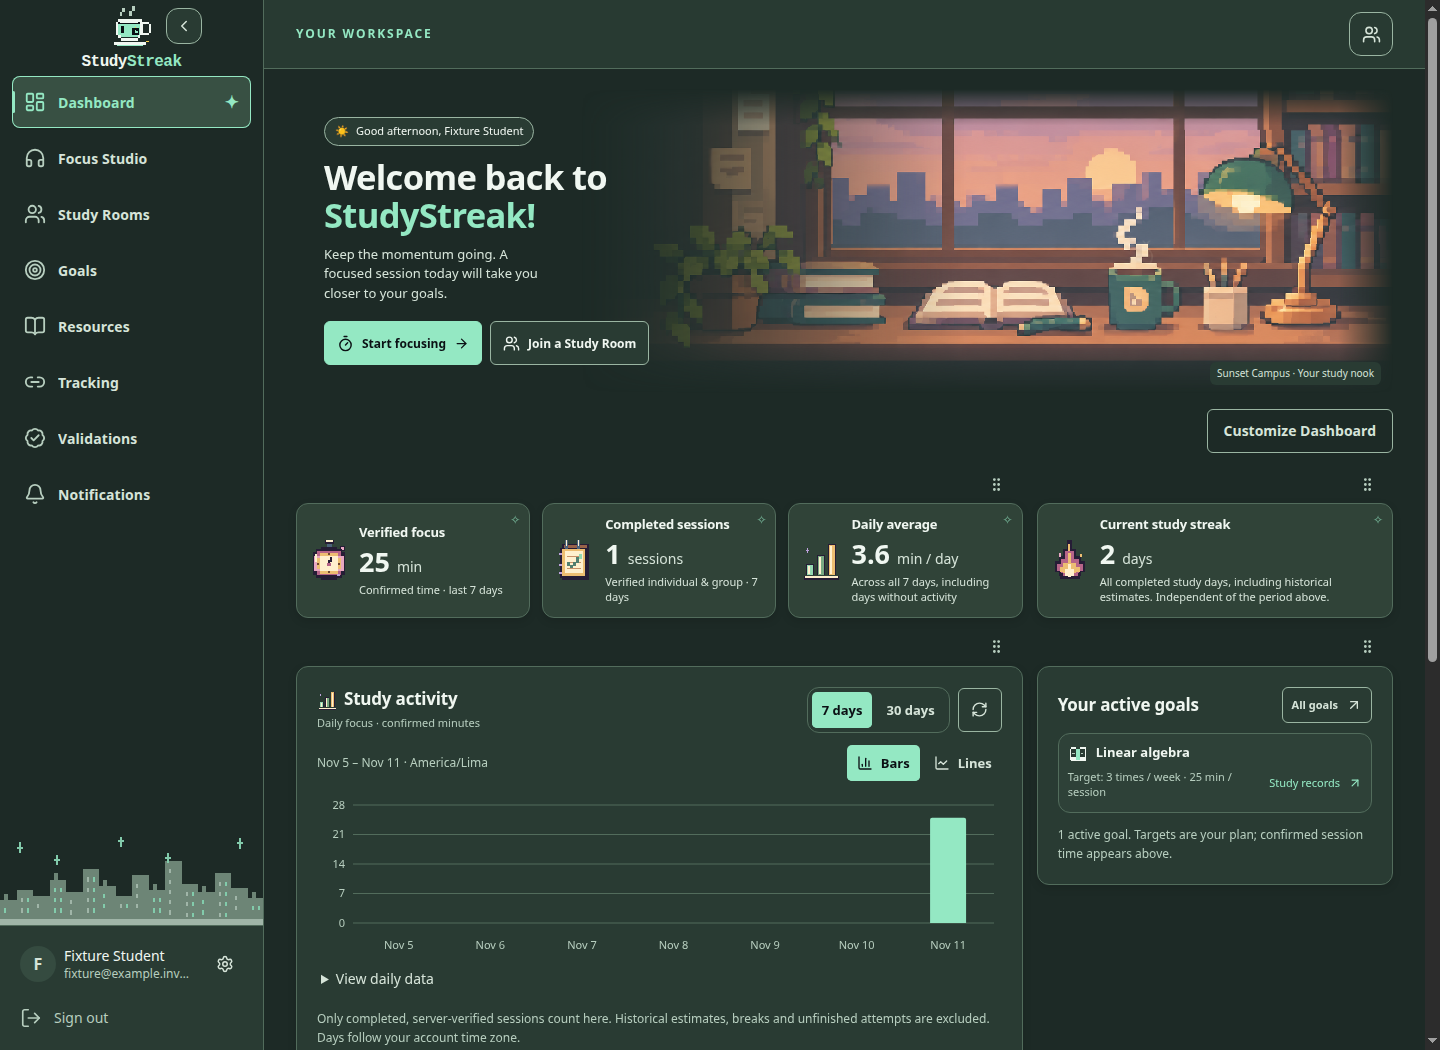 StudyStreak
Dashboard
Focus Studio
Study Rooms
Goals
Resources
Tracking
Validations
Notifications
F
Fixture Student
fixture@example.inv...
Sign out
YOUR WORKSPACE
Good afternoon, Fixture Student
Welcome back to
StudyStreak!
Keep the momentum going. A
focused session today will take you
closer to your goals.
Start focusing
Join a Study Room
Sunset Campus · Your study nook
Customize Dashboard
Verified focus
25 min
Confirmed time · last 7 days
Completed sessions
1 sessions
Verified individual & group · 7
days
Daily average
3.6 min / day
Across all 7 days, including
days without activity
Current study streak
2 days
All completed study days, including historical
estimates. Independent of the period above.
Study activity
Daily focus · confirmed minutes
7 days
30 days
Nov 5 – Nov 11 · America/Lima
Bars
Lines
28
21
14
7
0
Nov 5
Nov 6
Nov 7
Nov 8
Nov 9
Nov 10
Nov 11
View daily data
Only completed, server-verified sessions count here. Historical estimates, breaks and unfinished attempts are excluded.
Days follow your account time zone.
Your active goals
All goals
Linear algebra
Target: 3 times / week · 25 min /
session
Study records
1 active goal. Targets are your plan; confirmed session
time appears above.